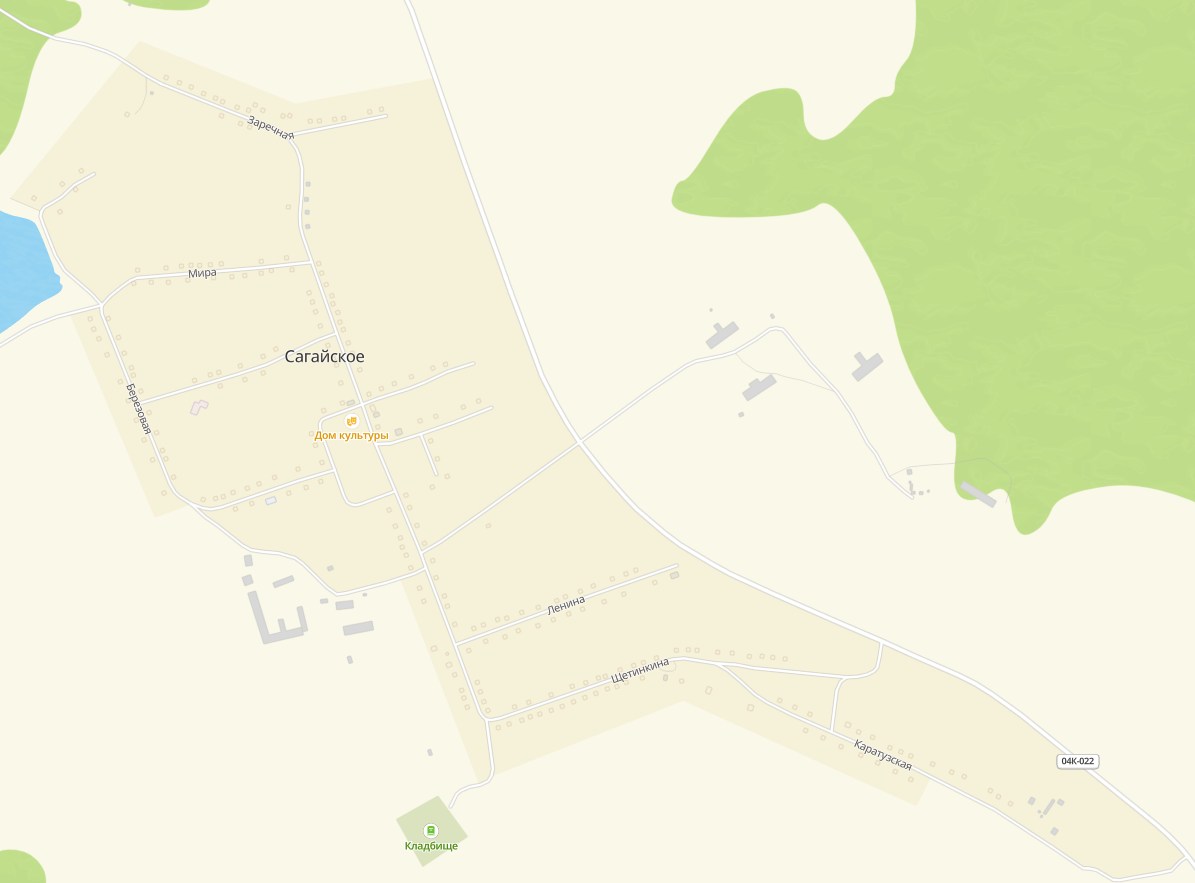 Заречная
Мира
Сагайское
Березовая
Дом культуры
Ленина
Щетинкина
Каратузская
04К-022
Кладбище